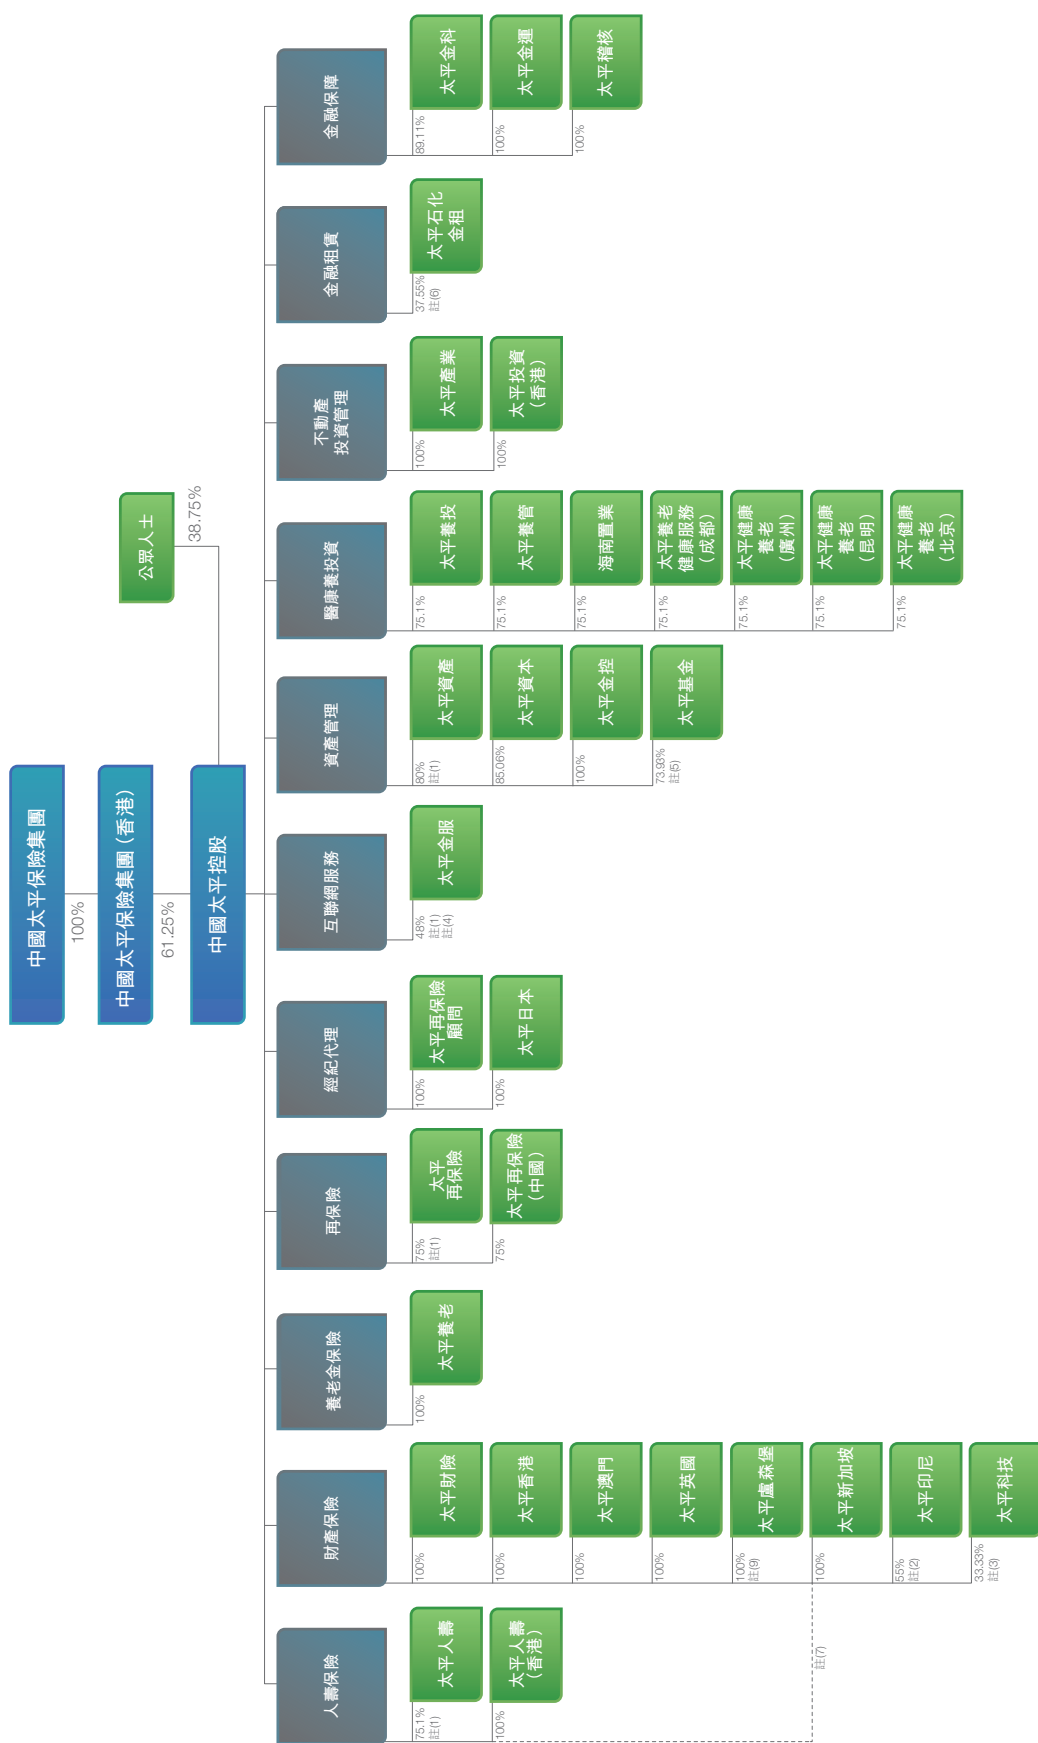 中國太平保險集團
100%
中國太平保險集團（香港）
61.25%
中國太平控股
公眾人士
38.75%
人壽保險
75.1%
註(1)
太平人壽
100%
太平人壽
（香港）
註(7)
財產保險
100%
太平財險
100%
太平香港
100%
太平澳門
100%
太平英國
100%
註(9)
太平盧森堡
100%
太平新加坡
55%
註(2)
太平印尼
33.33%
註(3)
太平科技
養老金保險
100%
太平養老
再保險
75%
註(1)
太平
再保險
75%
太平再保險
（中國）
經紀代理
100%
太平再保險
顧問
100%
太平日本
互聯網服務
48%
註(1)
註(4)
太平金服
資產管理
80%
註(1)
太平資產
85.06%
太平資本
100%
太平金控
73.93%
註(5)
太平基金
醫康養投資
75.1%
太平養投
75.1%
太平養管
75.1%
海南置業
75.1%
太平養老
健康服務
（成都）
75.1%
太平健康
養老
（廣州）
75.1%
太平健康
養老
（昆明）
75.1%
太平健康
養老
（北京）
不動產
投資管理
100%
太平產業
100%
太平投資
（香港）
金融租賃
37.55%
註(6)
太平石化
金租
金融保障
89.11%
太平金科
100%
太平金運
100%
太平稽核